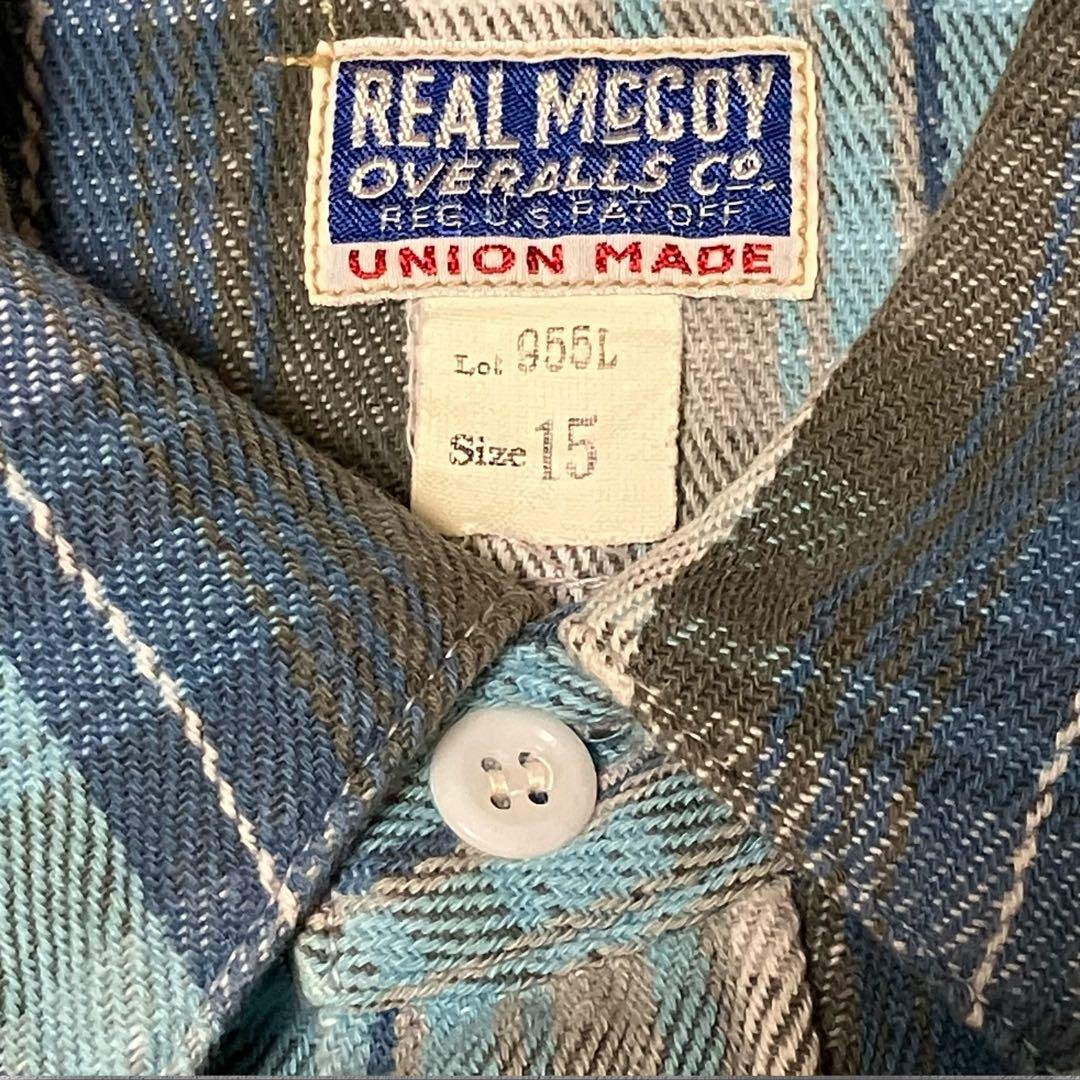 REAL McCOY
OVERALLS Co.
REG U.S. PAT OFF
UNION MADE
Lot 955L
Size 15